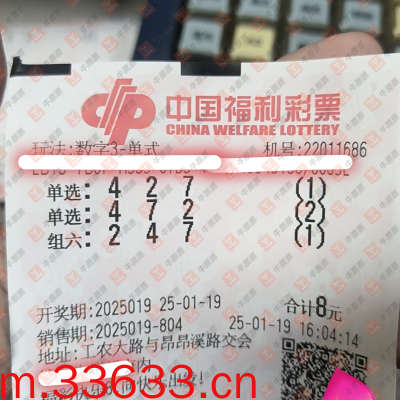 中国福利彩票
CHINA WELFARE LOTTERY
玩法:数字3-单式 机号:22011686
单选: 4 2 7 (1)
单选: 4 7 2 (2)
组六: 2 4 7 (1)
开奖期:2025019 25-01-19 合计8元
销售期:2025019-804 25-01-19 16:04:14
地址:工农大路与昂昂溪路交会
m.33633.cn